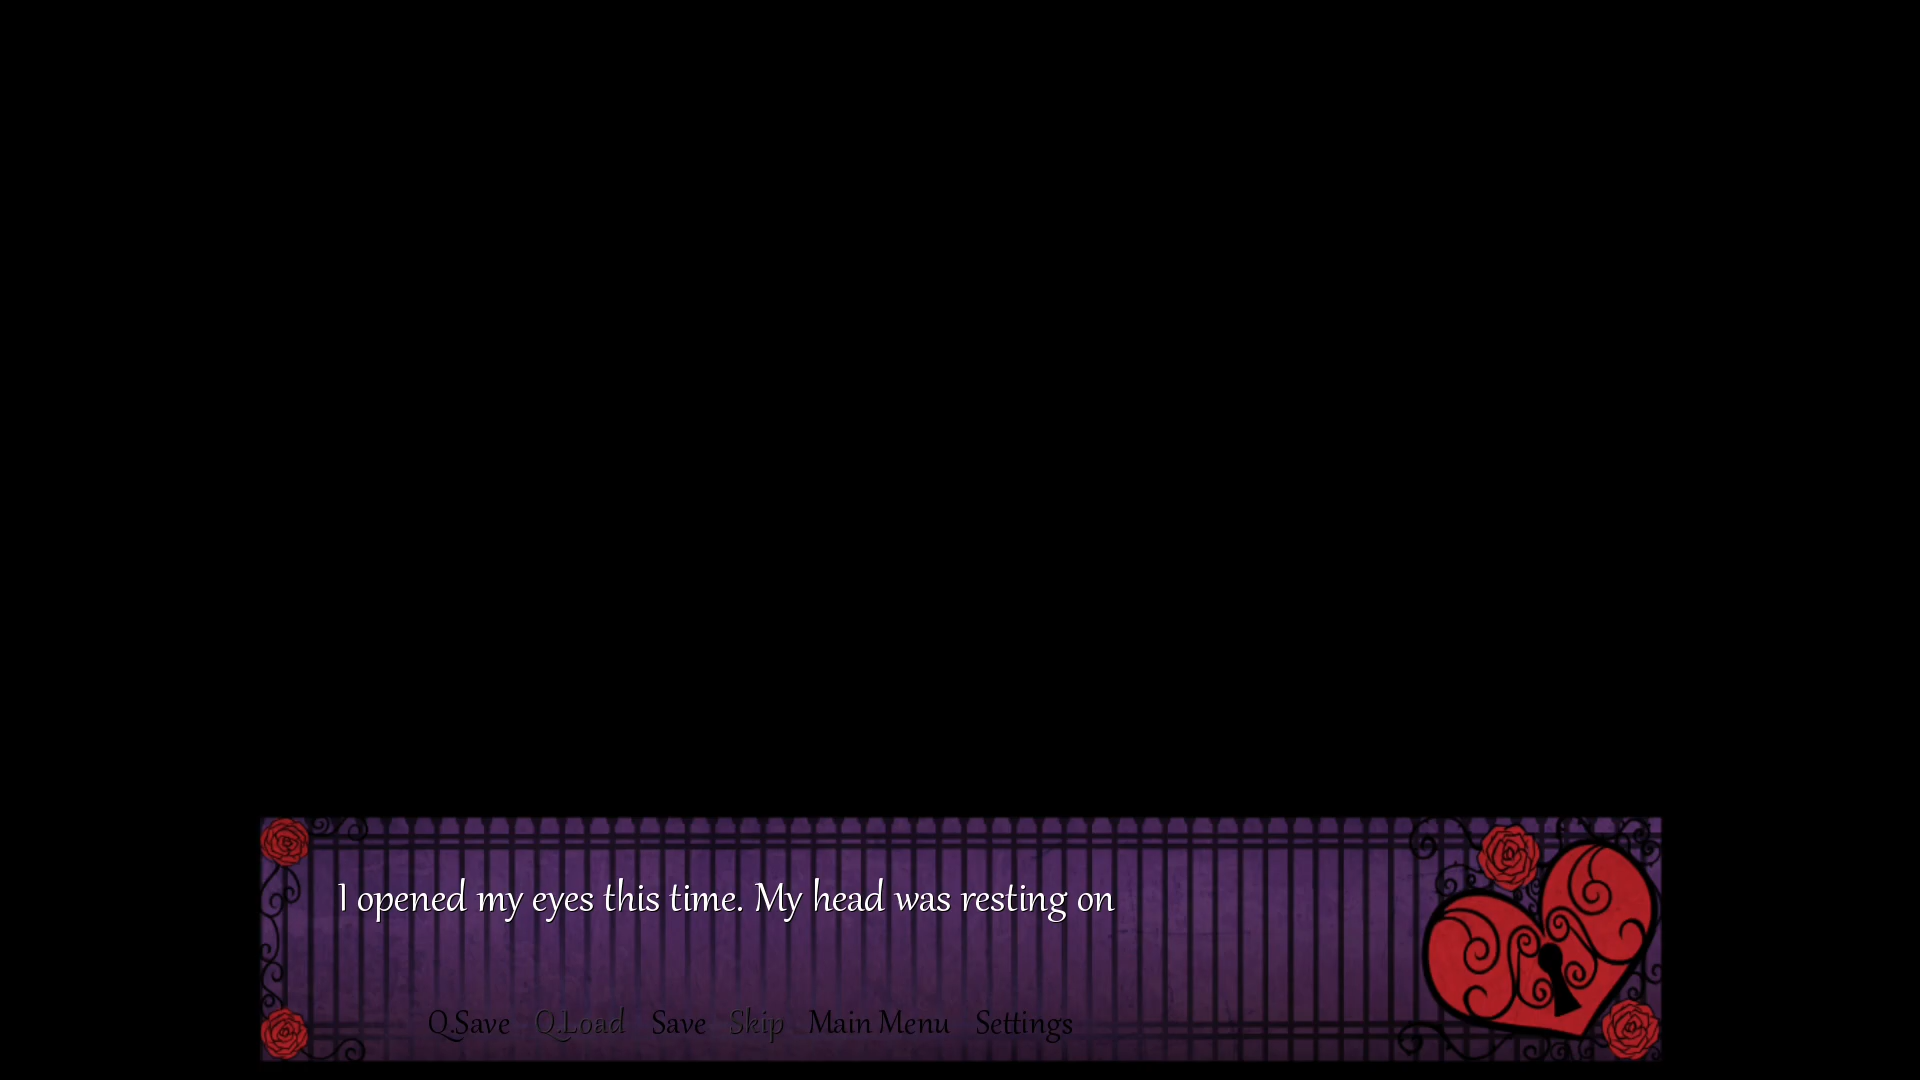 I opened my eyes this time. My head was resting on
Q.Save Q.Load Save Skip Main Menu Settings